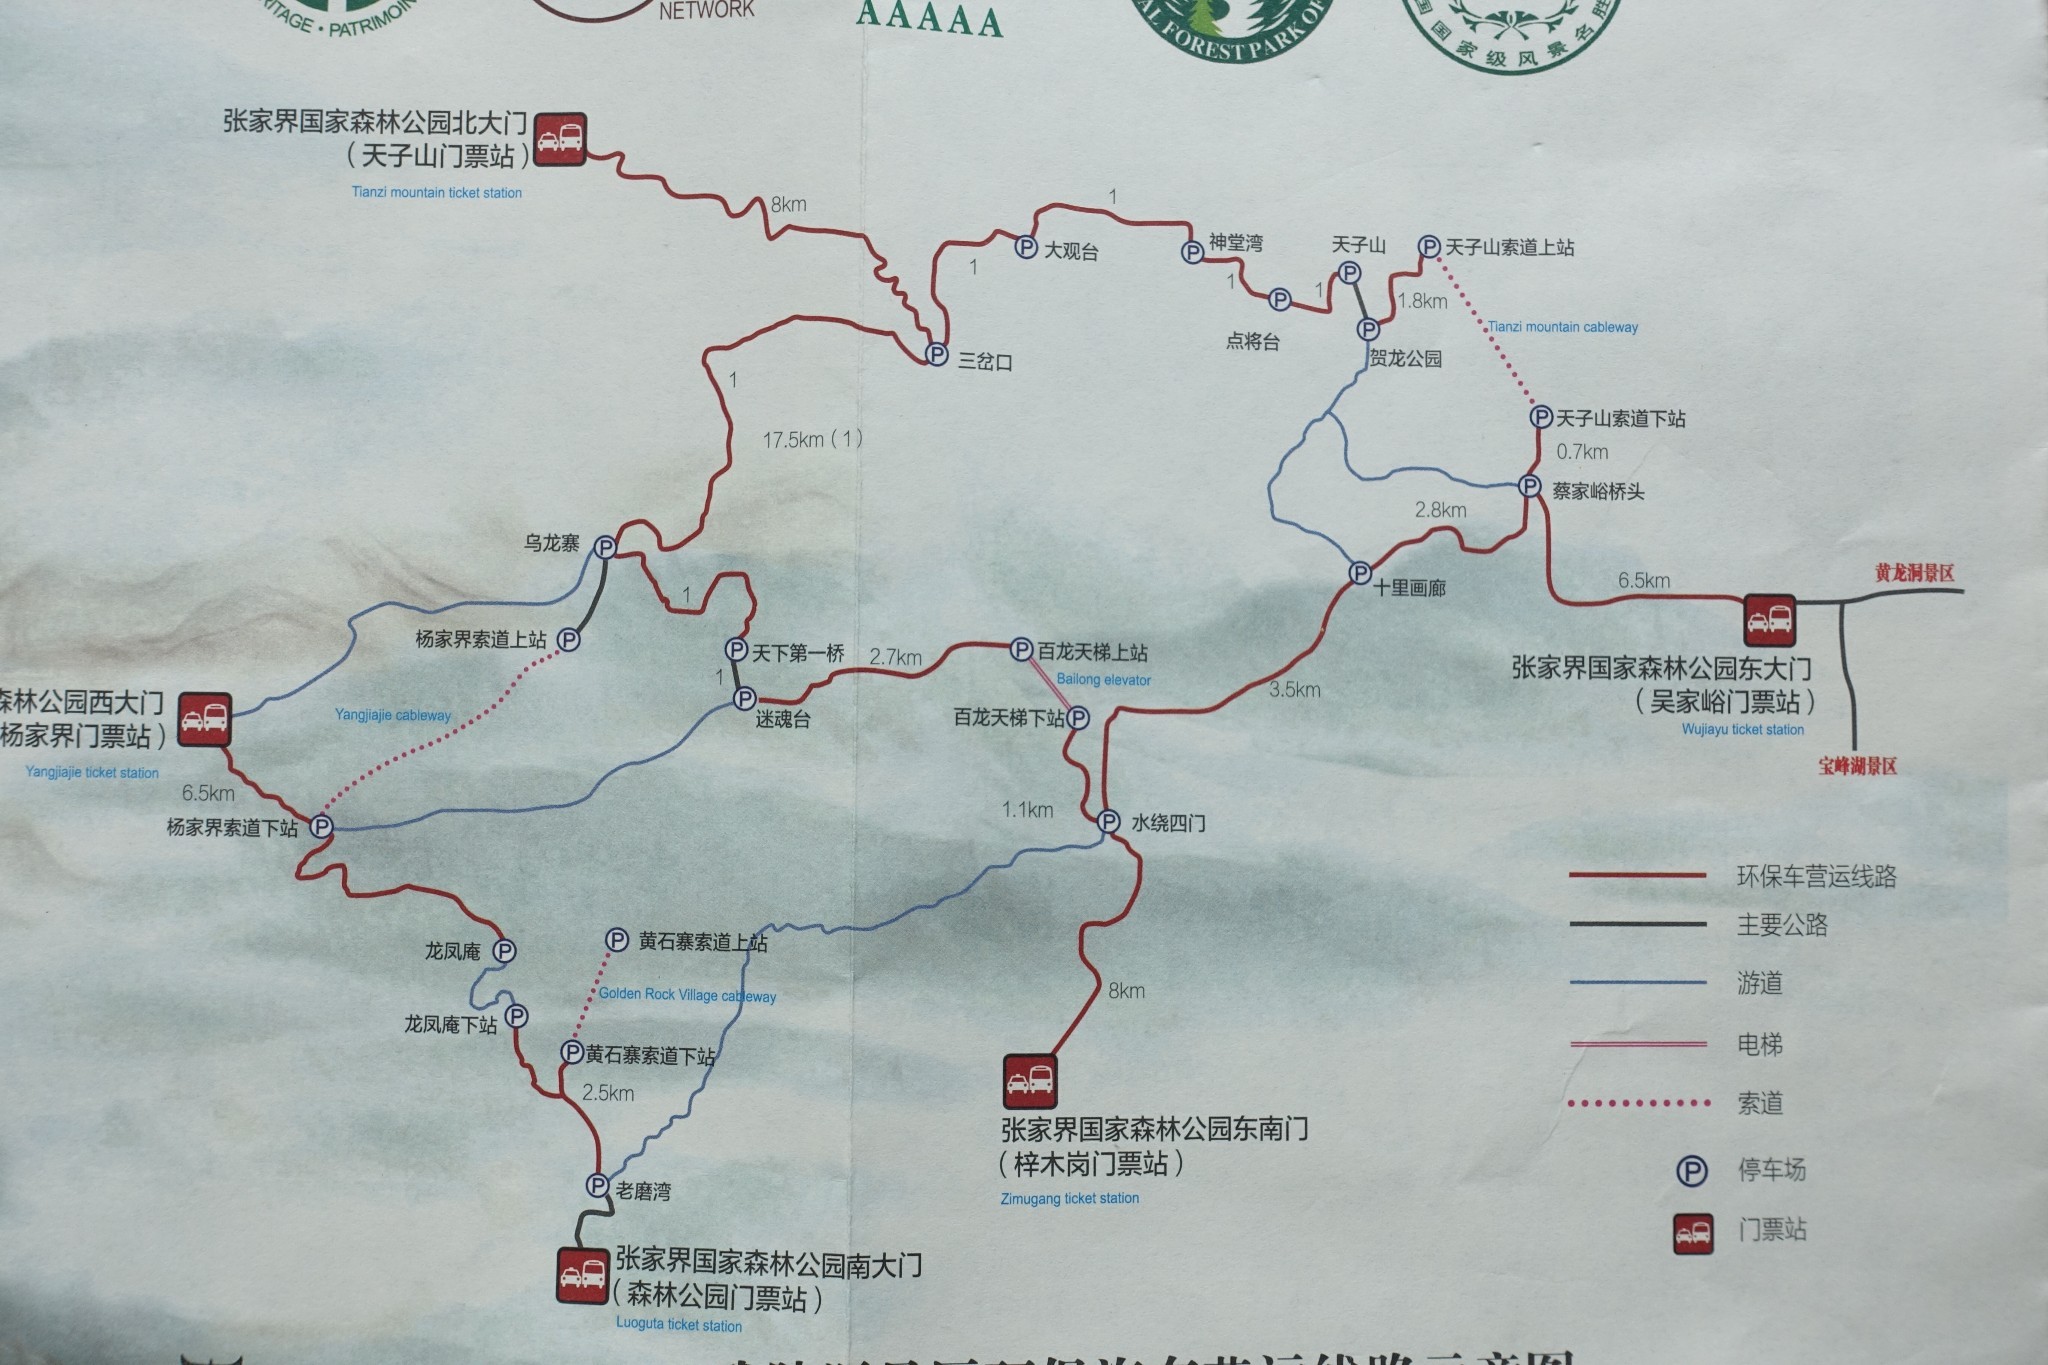 RITAGE · PATRIMOIN
NETWORK
AAAAA
AL FOREST PARK OF
国国家级风景名胜
张家界国家森林公园北大门
（天子山门票站）
Tianzi mountain ticket station
8km
1
大观台
1
神堂湾
1
点将台
1
天子山
天子山索道上站
1.8km
贺龙公园
Tianzi mountain cableway
三岔口
1
17.5km（1）
天子山索道下站
0.7km
蔡家峪桥头
2.8km
乌龙寨
1
十里画廊
6.5km
黄龙洞景区
杨家界索道上站
天下第一桥
2.7km
百龙天梯上站
Bailong elevator
1
迷魂台
百龙天梯下站
3.5km
张家界国家森林公园东大门
（吴家峪门票站）
Wujiayu ticket station
宝峰湖景区
森林公园西大门
杨家界门票站）
Yangjiajie ticket station
Yangjiajie cableway
6.5km
杨家界索道下站
1.1km
水绕四门
龙凤庵
黄石寨索道上站
Golden Rock Village cableway
龙凤庵下站
黄石寨索道下站
2.5km
8km
老磨湾
张家界国家森林公园东南门
（梓木岗门票站）
Zimugang ticket station
张家界国家森林公园南大门
（森林公园门票站）
Luoguta ticket station
环保车营运线路
主要公路
游道
电梯
索道
P 停车场
门票站